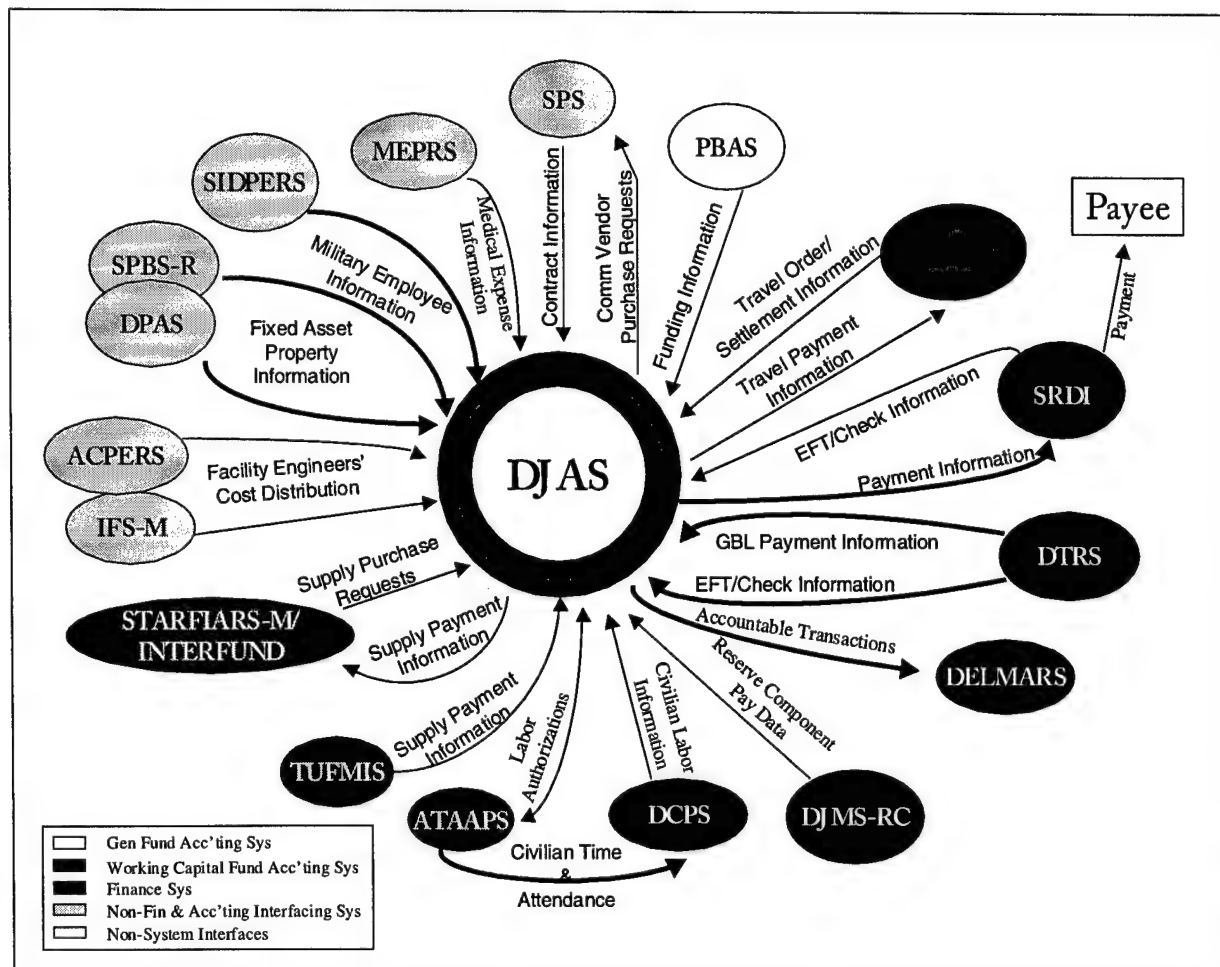 SPS
MEPRS
PBAS
SIDPERS
Payee
SPBS-R
DPAS
Military Employee
Information
Medical Expense
Information
Contract Information
Comm Vendor
Purchase Requests
Funding Information
Travel Order/
Settlement Information
Travel Payment
Information
Payment
Fixed Asset
Property
Information
SRDI
EFT/Check Information
ACPERS
Facility Engineers'
Cost Distribution
IFS-M
DJAS
Payment Information
GBL Payment Information
DTRS
EFT/Check Information
Supply Purchase
Requests
STARFIARS-M/
INTERFUND
Supply Payment
Information
Accountable Transactions
DELMARS
Reserve Component
Pay Data
Civilian Labor
Information
Labor
Authorizations
Supply Payment
Information
TUFMIS
ATAAPS
DCPS
DJMS-RC
Civilian Time
&
Attendance
Gen Fund Acc'ting Sys
Working Capital Fund Acc'ting Sys
Finance Sys
Non-Fin & Acc'ting Interfacing Sys
Non-System Interfaces